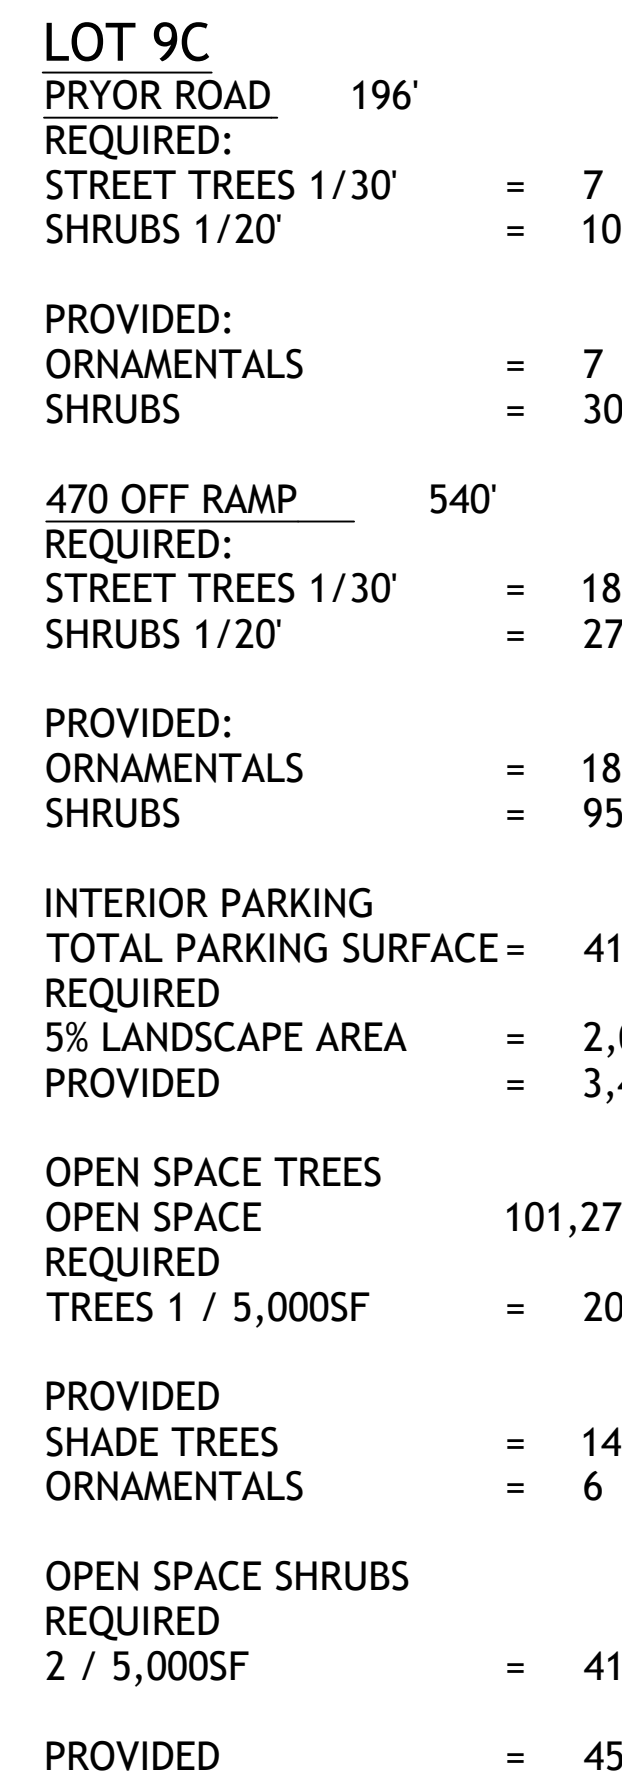 LOT 9C
PRYOR ROAD 196'
REQUIRED:
STREET TREES 1/30' = 7
SHRUBS 1/20' = 10
PROVIDED:
ORNAMENTALS = 7
SHRUBS = 30
470 OFF RAMP 540'
REQUIRED:
STREET TREES 1/30' = 18
SHRUBS 1/20' = 27
PROVIDED:
ORNAMENTALS = 18
SHRUBS = 95
INTERIOR PARKING
TOTAL PARKING SURFACE = 41
REQUIRED
5% LANDSCAPE AREA =
PROVIDED =
OPEN SPACE TREES
OPEN SPACE 101,27
REQUIRED
TREES 1 / 5,000SF = 20
PROVIDED
SHADE TREES = 14
ORNAMENTALS = 6
OPEN SPACE SHRUBS
REQUIRED
2 / 5,000SF = 41
PROVIDED = 45